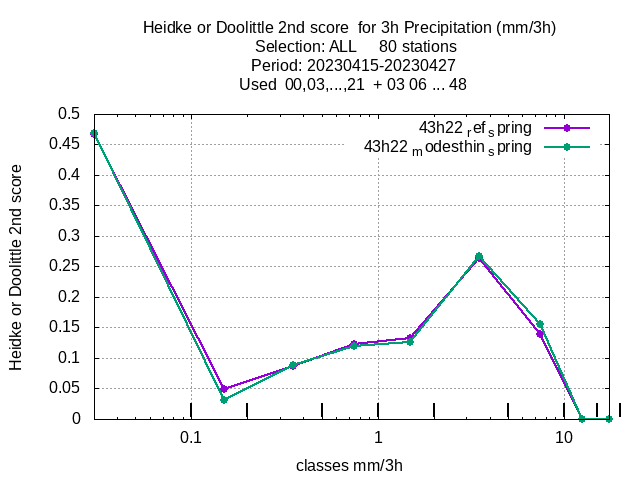 Heidke or Doolittle 2nd score  for 3h Precipitation (mm/3h)
Selection: ALL     80 stations
Period: 20230415-20230427
Used  00,03,...,21  + 03 06 ... 48
43h22 ref spring
43h22 modesthin spring
0.5
0.45
0.4
0.35
0.3
0.25
0.2
0.15
0.1
0.05
0
Heidke or Doolittle 2nd score
0.1 1 10
classes mm/3h